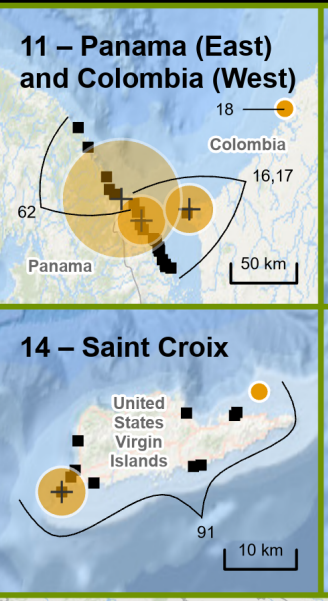 11 – Panama (East)
and Colombia (West)
18
Colombia
16,17
62
Panama
50 km
14 – Saint Croix
United
States
Virgin
Islands
91
10 km